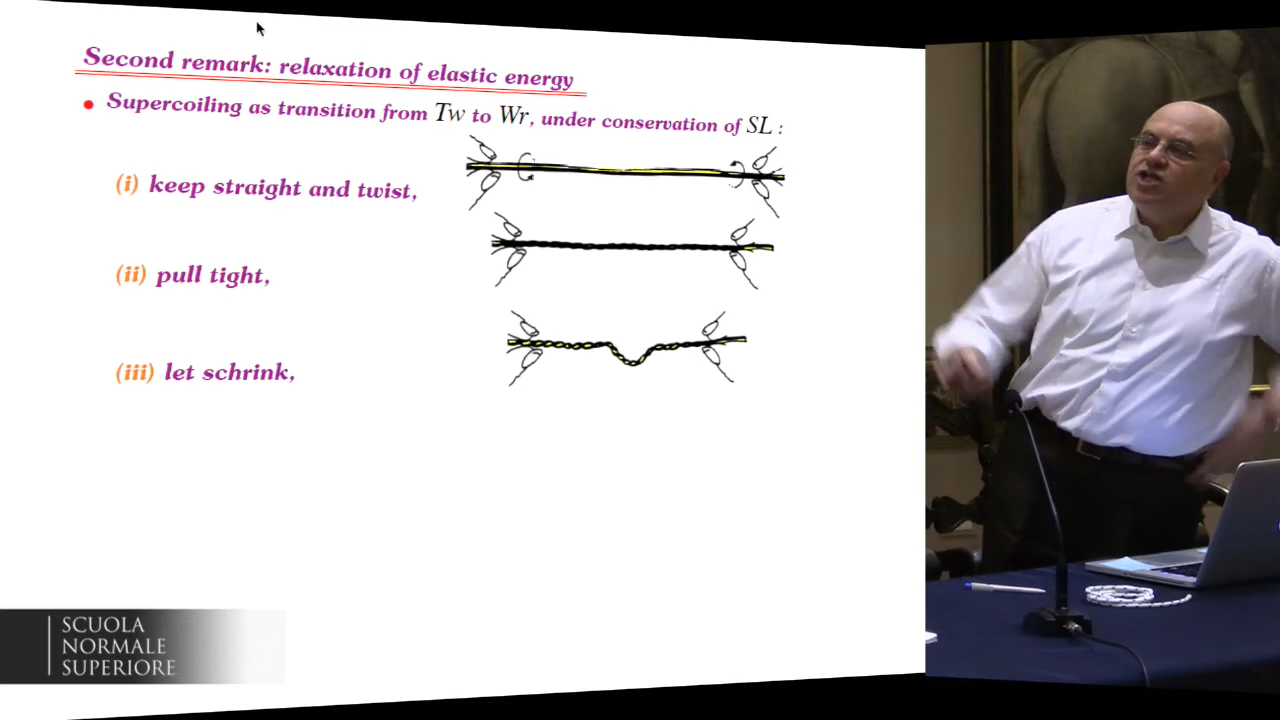 Second remark: relaxation of elastic energy
• Supercoiling as transition from Tw to Wr, under conservation of SL :
(i) keep straight and twist,
(ii) pull tight,
(iii) let schrink,
SCUOLA
NORMALE
SUPERIORE